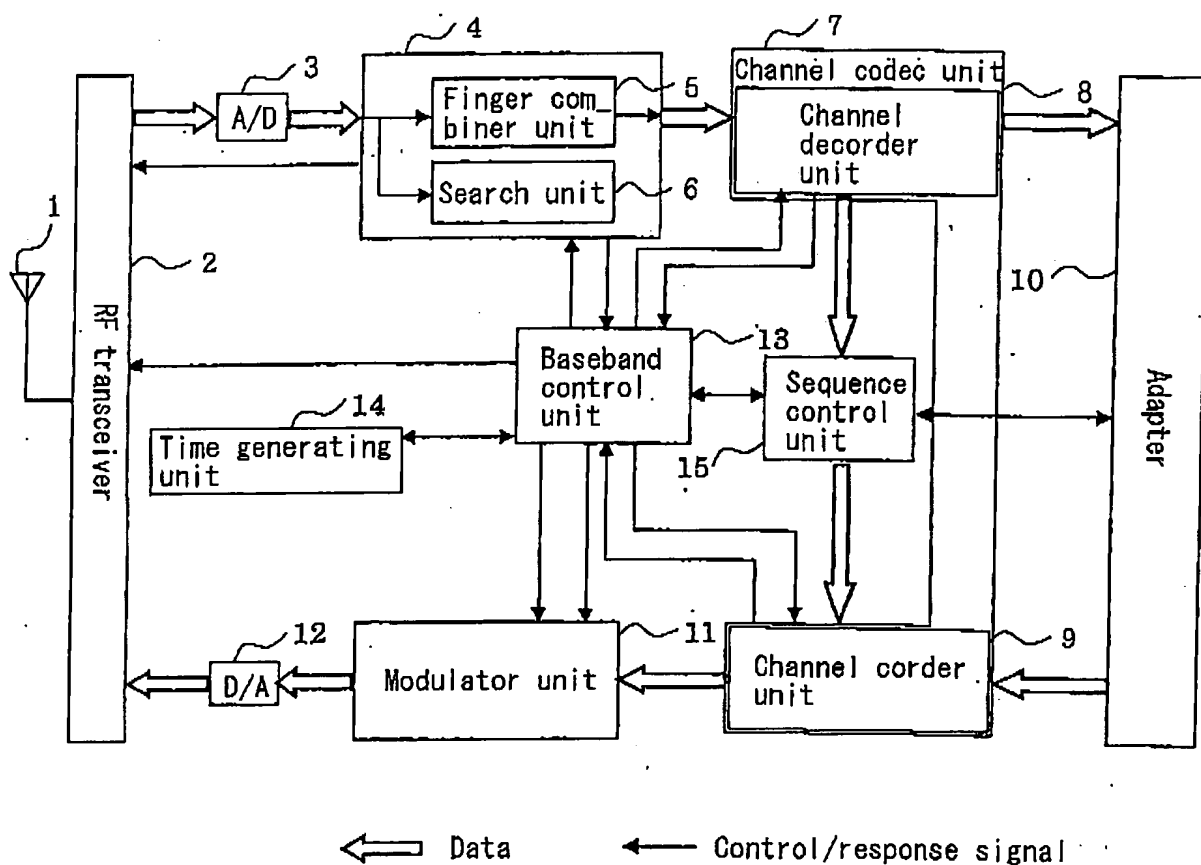 4
7
3
Channel codec unit
A/D
Finger com_
biner unit
5
Channel
decorder
unit
8
Search unit
6
1
2
10
RF transceiver
13
Baseband
control
unit
Sequence
control
unit
Adapter
14
Time generating
unit
15
12
11
9
D/A
Modulator unit
Channel corder
unit
Data
Control/response signal